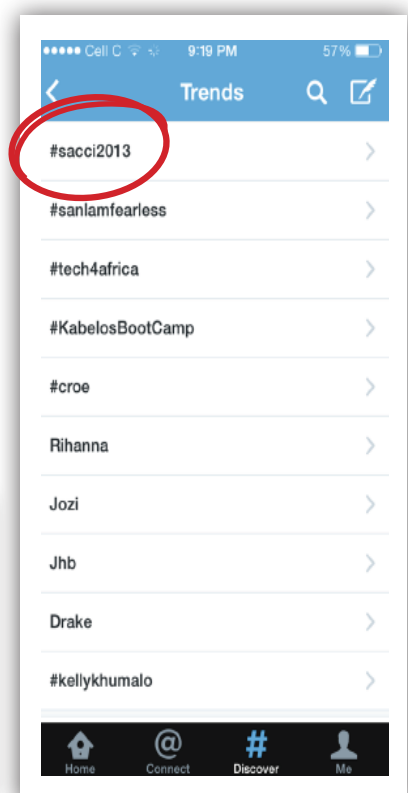 Cell C 9:19 PM 57%
Trends
#sacci2013
#sanlamfearless
#tech4africa
#KabelosBootCamp
#croe
Rihanna
Jozi
Jhb
Drake
#kellykhumalo
@ #
Home Connect Discover Me